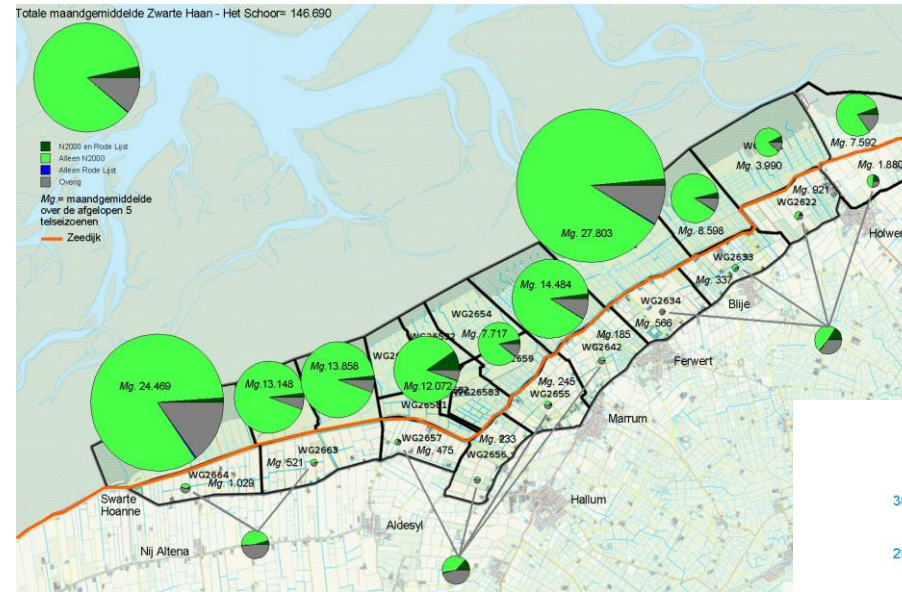 Totale maandgemiddelde Zwarte Haan - Het Schoor= 146.690
N2000 en Rode Lijst
Alleen N2000
Alleen Rode Lijst
Overig
Mg.= maandgemiddelde
over de afgelopen 5
telseizoenen
Zeedijk
Mg. 7.592
Mg. 3.990
Mg. 1.880
Mg. 921
WG2622
Holwer
Mg. 27.803
Mg. 8.598
WG2633
Mg. 337
Blije
Mg. 14.484
WG2634
Mg. 566
WG2654
Mg. 7.717
Mg.185
WG2642
Ferwert
Mg. 24.469
Mg.13.148
Mg.13.858
Mg.12.072
WG26583
WG26581
Mg. 245
WG2655
Marrum
Mg. 233
WG2656
WG2657
Mg. 475
WG2663
Mg. 521
WG2664
Mg. 1.029
Swarte
Hoanne
Hallum
Aldesyl
Nij Altena